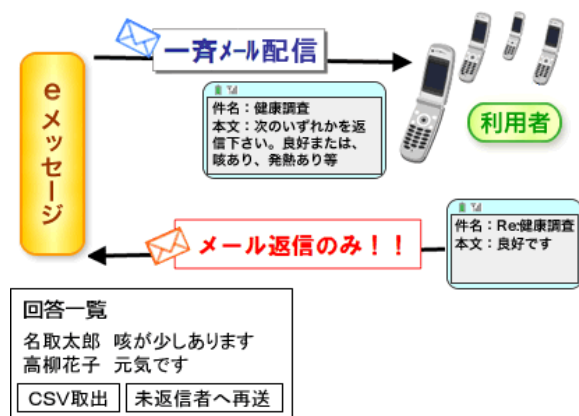 一斉メール配信
eメッセージ
件名：健康調査
本文：次のいずれかを返
信下さい。良好または、
咳あり、発熱あり等
利用者
メール返信のみ！！
件名：Re:健康調査
本文：良好です
回答一覧
名取太郎 咳が少しあります
高柳花子 元気です
CSV取出 未返信者へ再送